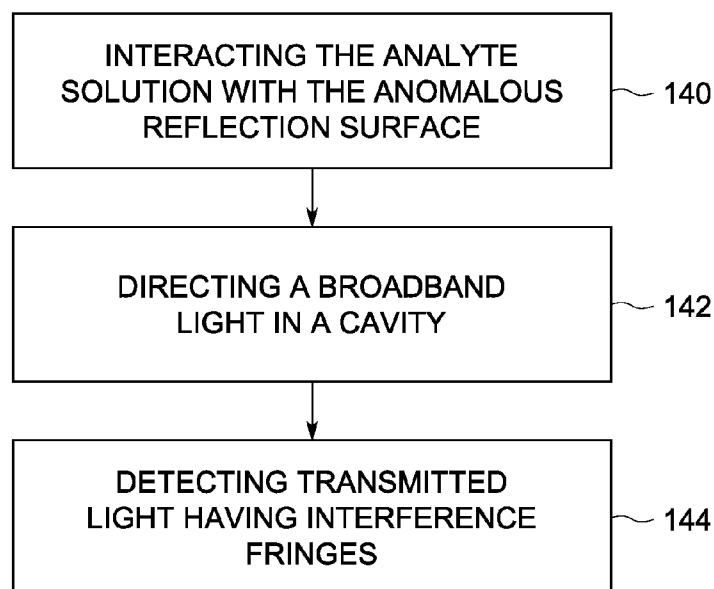 INTERACTING THE ANALYTE
SOLUTION WITH THE ANOMALOUS
REFLECTION SURFACE
140
DIRECTING A BROADBAND
LIGHT IN A CAVITY
142
DETECTING TRANSMITTED
LIGHT HAVING INTERFERENCE
FRINGES
144